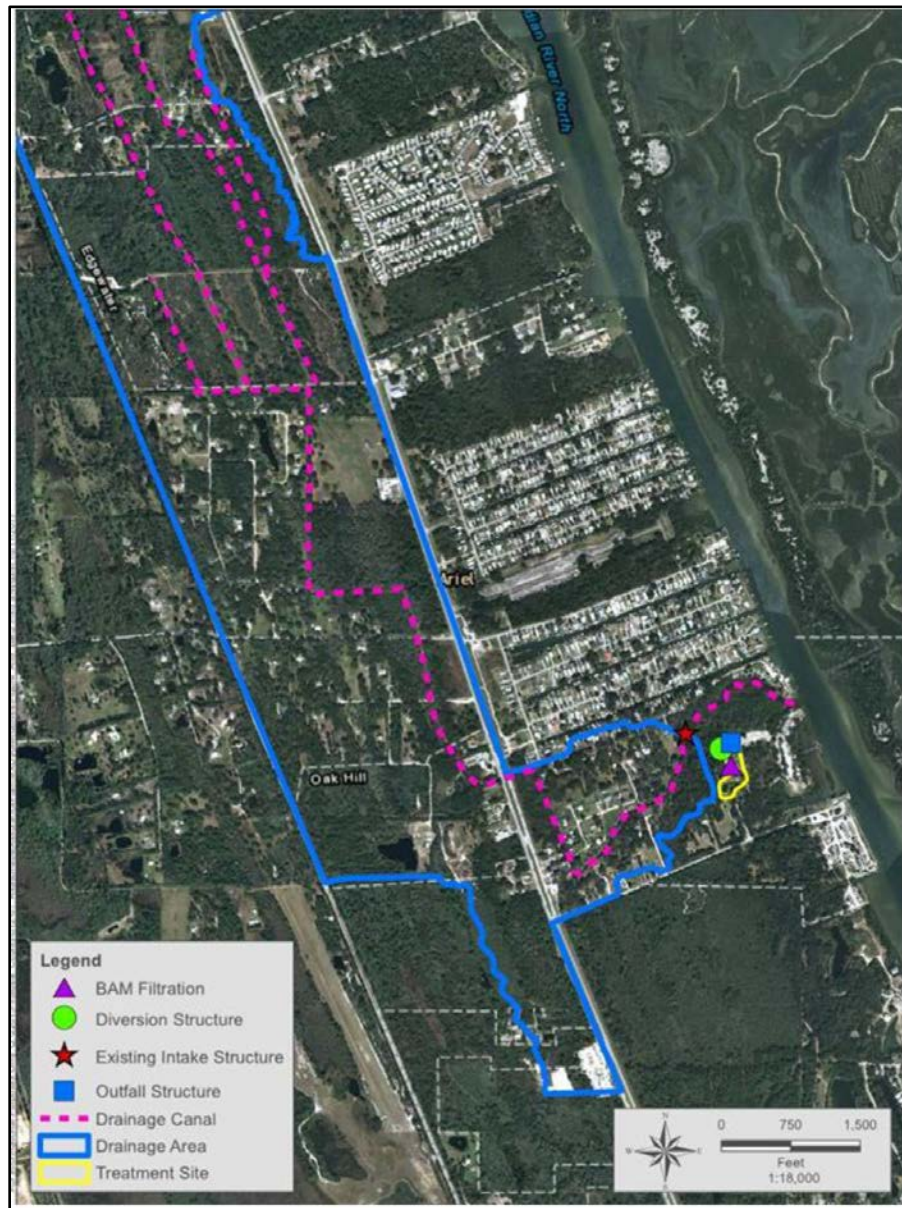 dian River North
Edgewater
Ariel
Oak Hill
Legend
BAM Filtration
Diversion Structure
Existing Intake Structure
Outfall Structure
Drainage Canal
Drainage Area
Treatment Site
N
W E
S
0 750 1,500
Feet
1:18,000